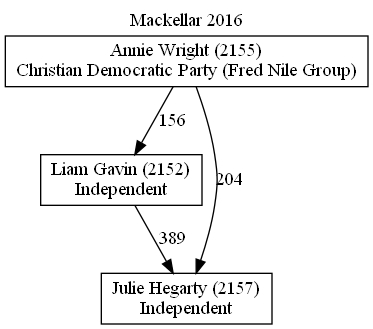 Mackellar 2016
Annie Wright (2155)
Christian Democratic Party (Fred Nile Group)
156
Liam Gavin (2152)
Independent
204
389
Julie Hegarty (2157)
Independent